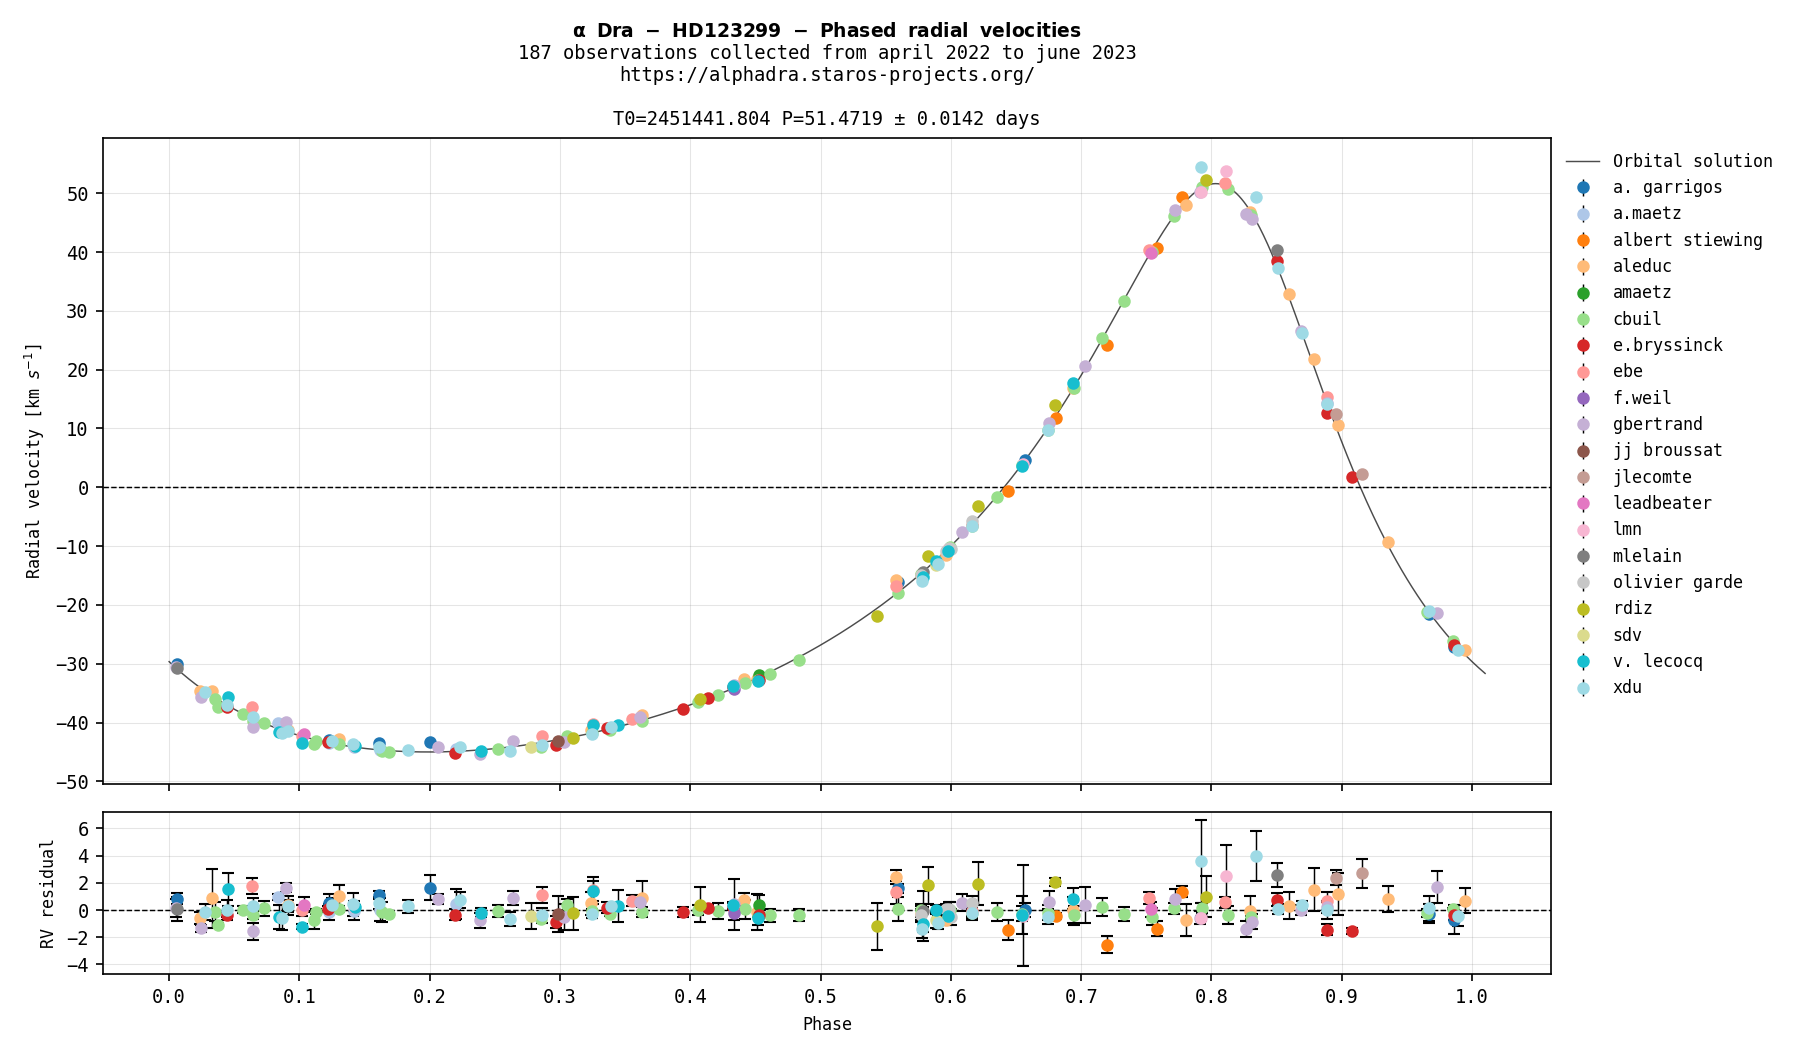 α Dra − HD123299 − Phased radial velocities
187 observations collected from april 2022 to june 2023
https://alphadra.staros-projects.org/
T0=2451441.804 P=51.4719 ± 0.0142 days
Radial velocity [km s⁻¹]
50
40
30
20
10
0
−10
−20
−30
−40
−50
Orbital solution
a. garrigos
a.maetz
albert stiewing
aleduc
amaetz
cbuil
e.bryssinck
ebe
f.weil
gbertrand
jj broussat
jlecomte
leadbeater
lmn
mlelain
olivier garde
rdiz
sdv
v. lecocq
xdu
RV residual
6
4
2
0
−2
−4
0.0 0.1 0.2 0.3 0.4 0.5 0.6 0.7 0.8 0.9 1.0
Phase